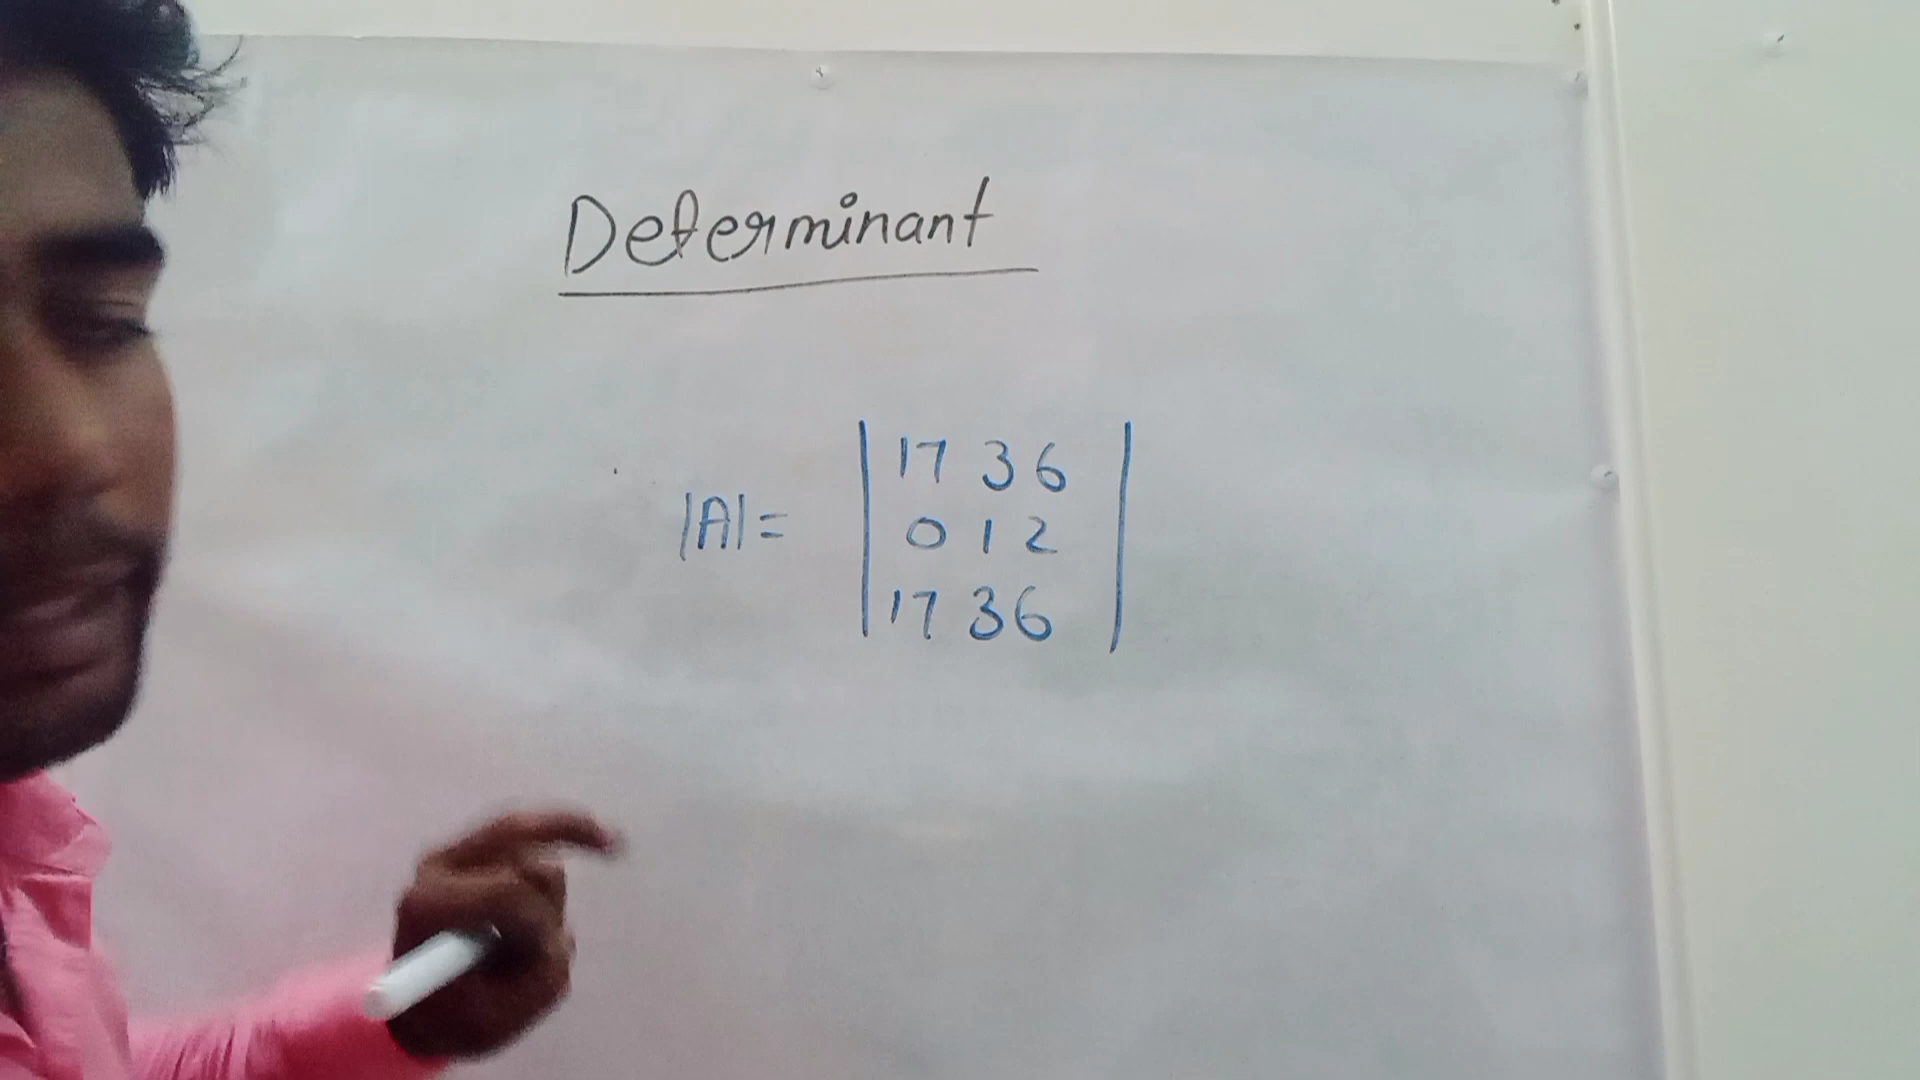 Determinant
|A| = | 17 3 6 |
| 0 1 2 |
| 17 3 6 |